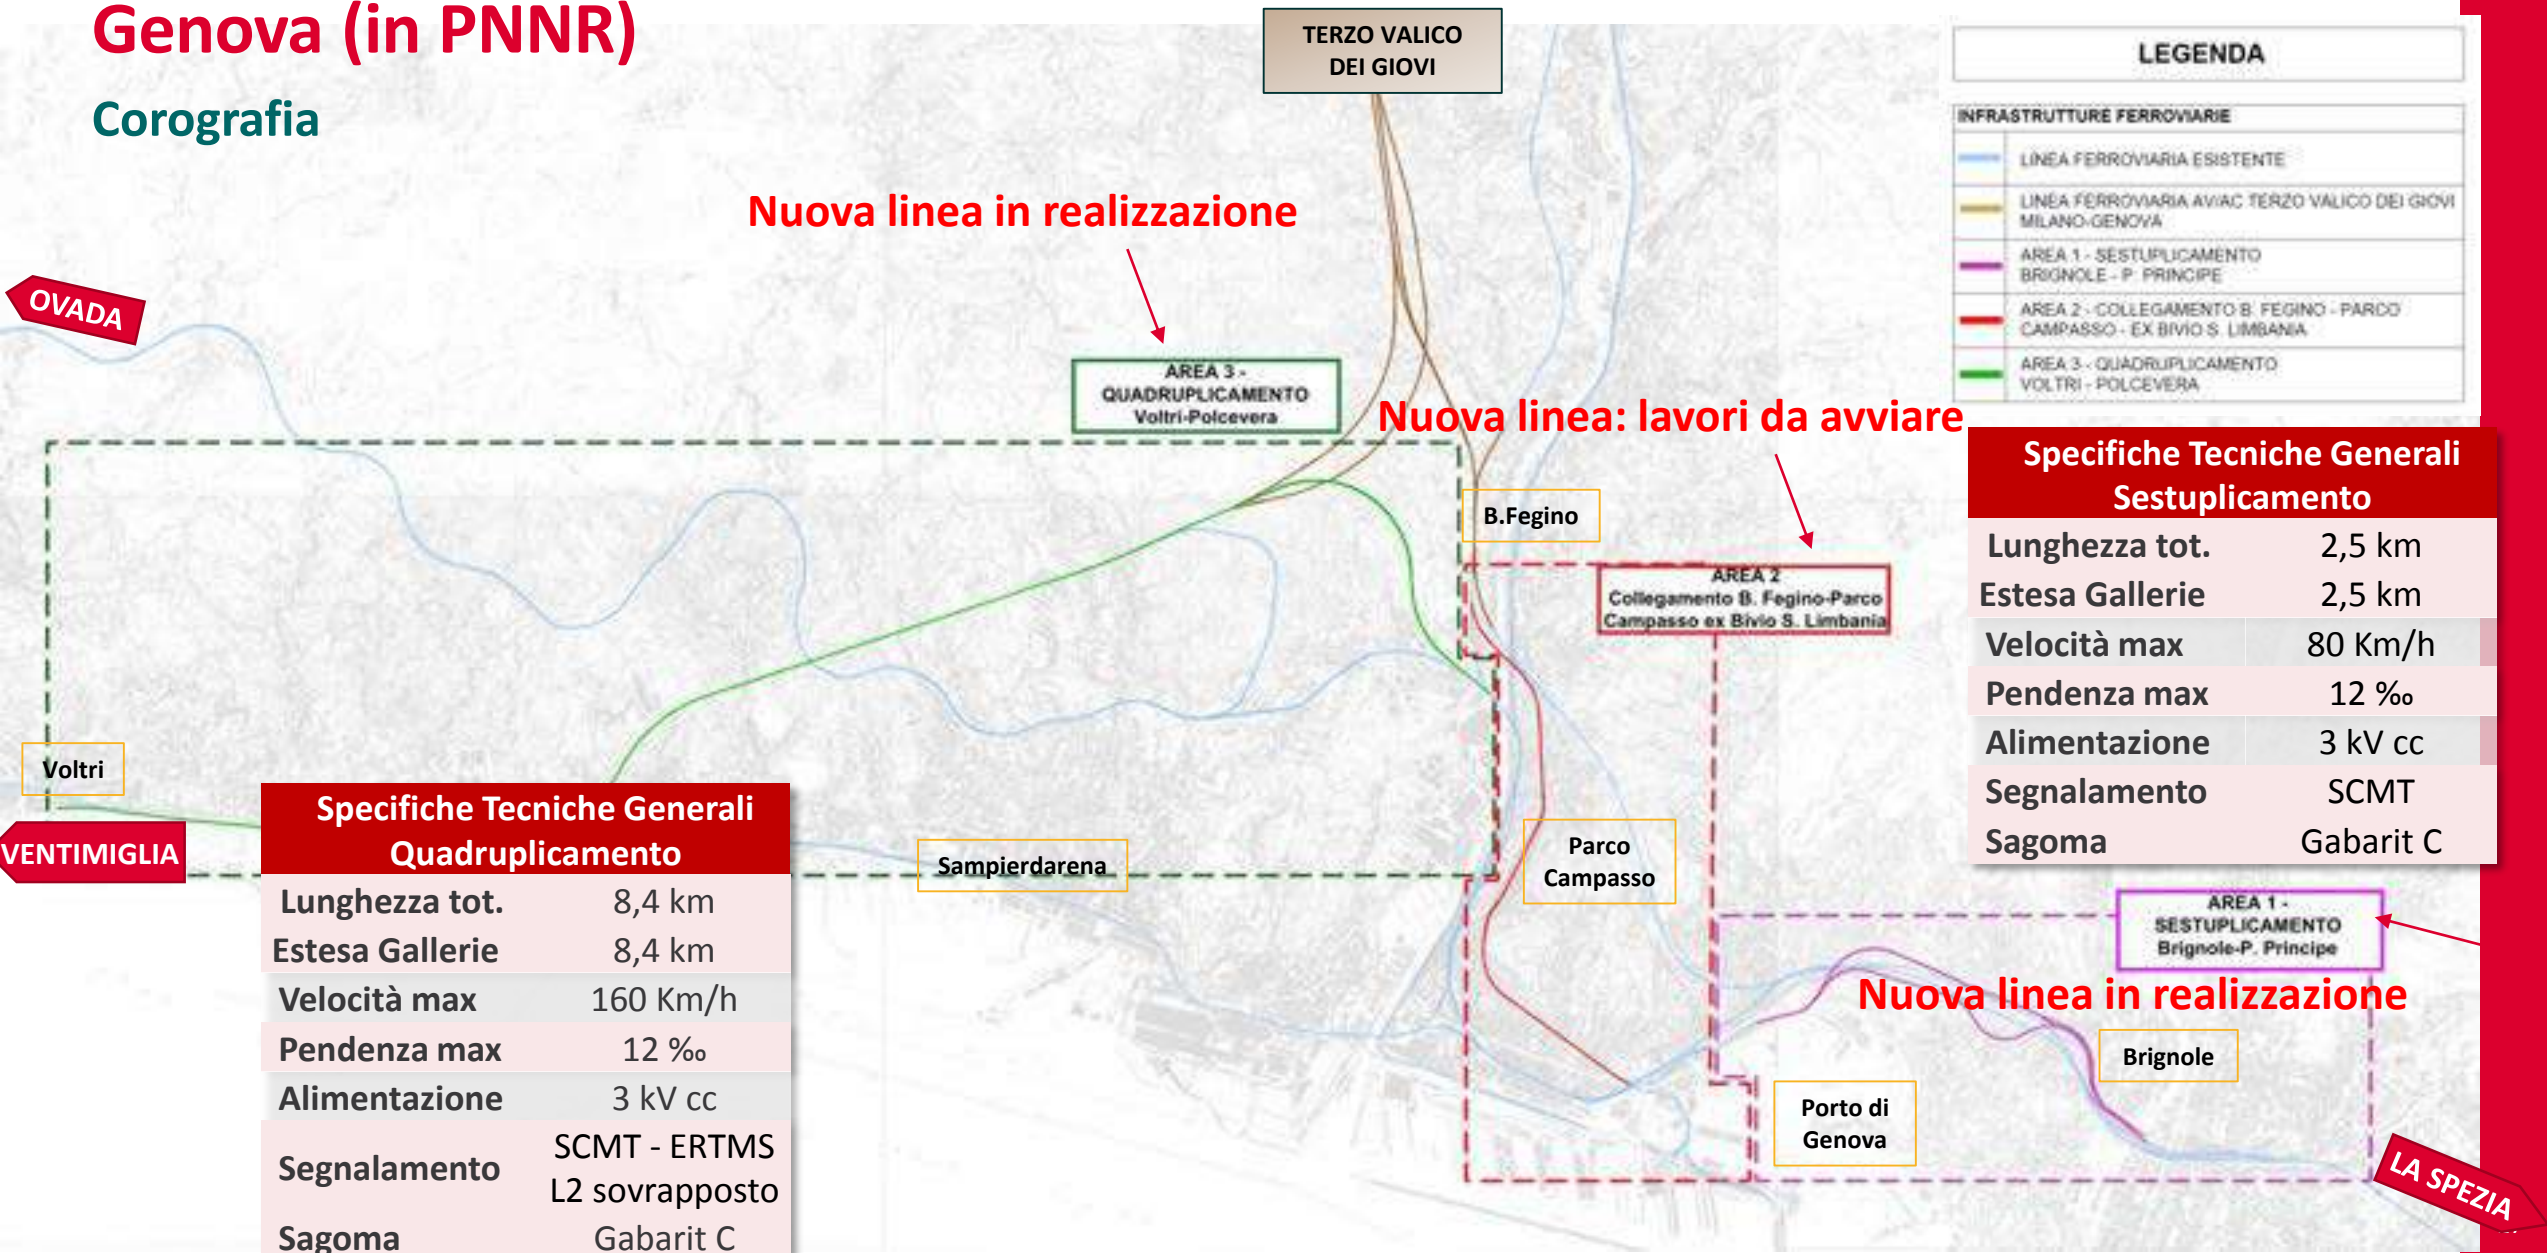 Genova (in PNNR)
Corografia
TERZO VALICO
DEI GIOVI
LEGENDA
INFRASTRUTTURE FERROVIARIE
LINEA FERROVIARIA ESISTENTE
LINEA FERROVIARIA AV/AC TERZO VALICO DEI GIOVI
MILANO-GENOVA
AREA 1 - SESTUPLICAMENTO
BRIGNOLE - P. PRINCIPE
AREA 2 - COLLEGAMENTO B. FEGINO - PARCO
CAMPASSO - EX BIVIO S. LIMBANIA
AREA 3 - QUADRUPLICAMENTO
VOLTRI - POLCEVERA
Nuova linea in realizzazione
OVADA
AREA 3 -
QUADRUPLICAMENTO
Voltri-Polcevera
Nuova linea: lavori da avviare
B.Fegino
AREA 2
Collegamento B. Fegino-Parco
Campasso ex Bivio S. Limbania
Specifiche Tecniche Generali
Sestuplicamento
Lunghezza tot. 2,5 km
Estesa Gallerie 2,5 km
Velocità max 80 Km/h
Pendenza max 12 ‰
Alimentazione 3 kV cc
Segnalamento SCMT
Sagoma Gabarit C
Voltri
VENTIMIGLIA
Specifiche Tecniche Generali
Quadruplicamento
Lunghezza tot. 8,4 km
Estesa Gallerie 8,4 km
Velocità max 160 Km/h
Pendenza max 12 ‰
Alimentazione 3 kV cc
Segnalamento SCMT - ERTMS
L2 sovrapposto
Sagoma Gabarit C
Sampierdarena
Parco
Campasso
AREA 1 -
SESTUPLICAMENTO
Brignole-P. Principe
Nuova linea in realizzazione
Brignole
Porto di
Genova
LA SPEZIA